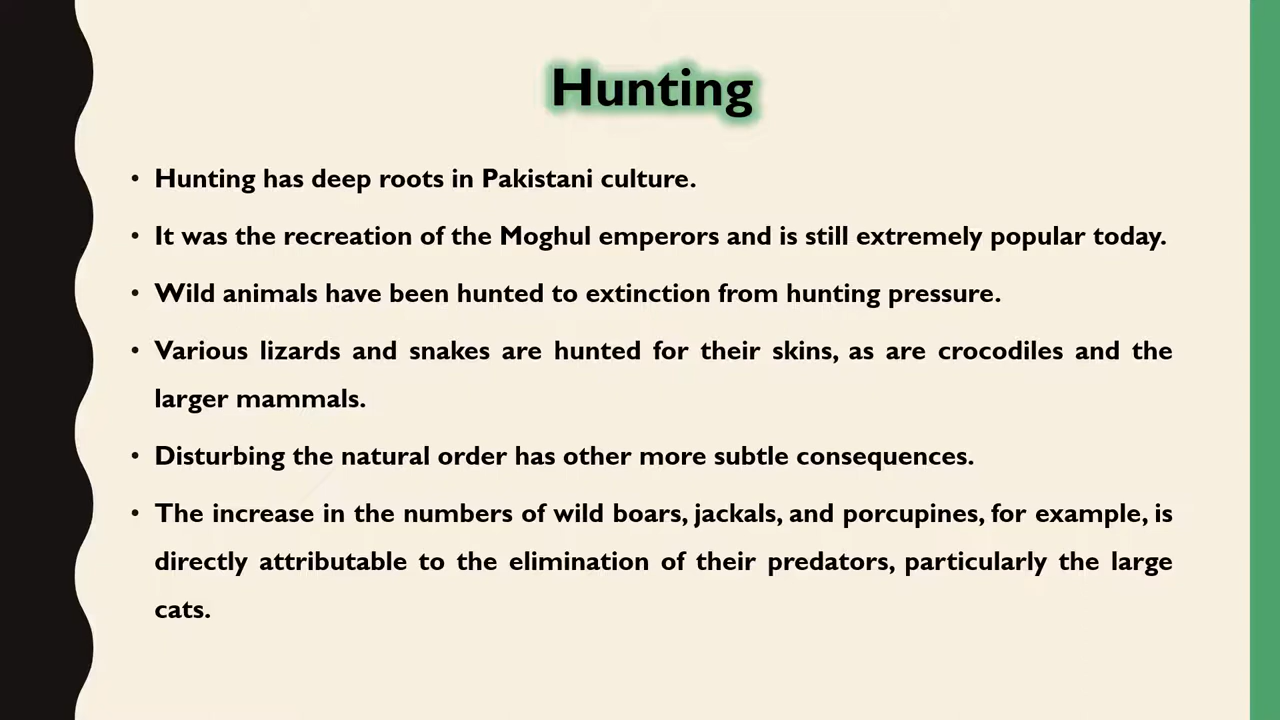 Hunting
• Hunting has deep roots in Pakistani culture.
• It was the recreation of the Moghul emperors and is still extremely popular today.
• Wild animals have been hunted to extinction from hunting pressure.
• Various lizards and snakes are hunted for their skins, as are crocodiles and the
larger mammals.
• Disturbing the natural order has other more subtle consequences.
• The increase in the numbers of wild boars, jackals, and porcupines, for example, is
directly attributable to the elimination of their predators, particularly the large
cats.